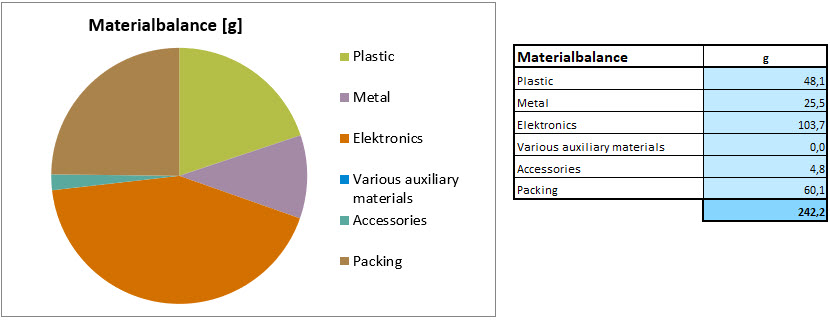 Materialbalance [g]
Plastic
Metal
Elektronics
Various auxiliary
materials
Accessories
Packing
Materialbalance g
Plastic 48,1
Metal 25,5
Elektronics 103,7
Various auxiliary materials 0,0
Accessories 4,8
Packing 60,1
242,2